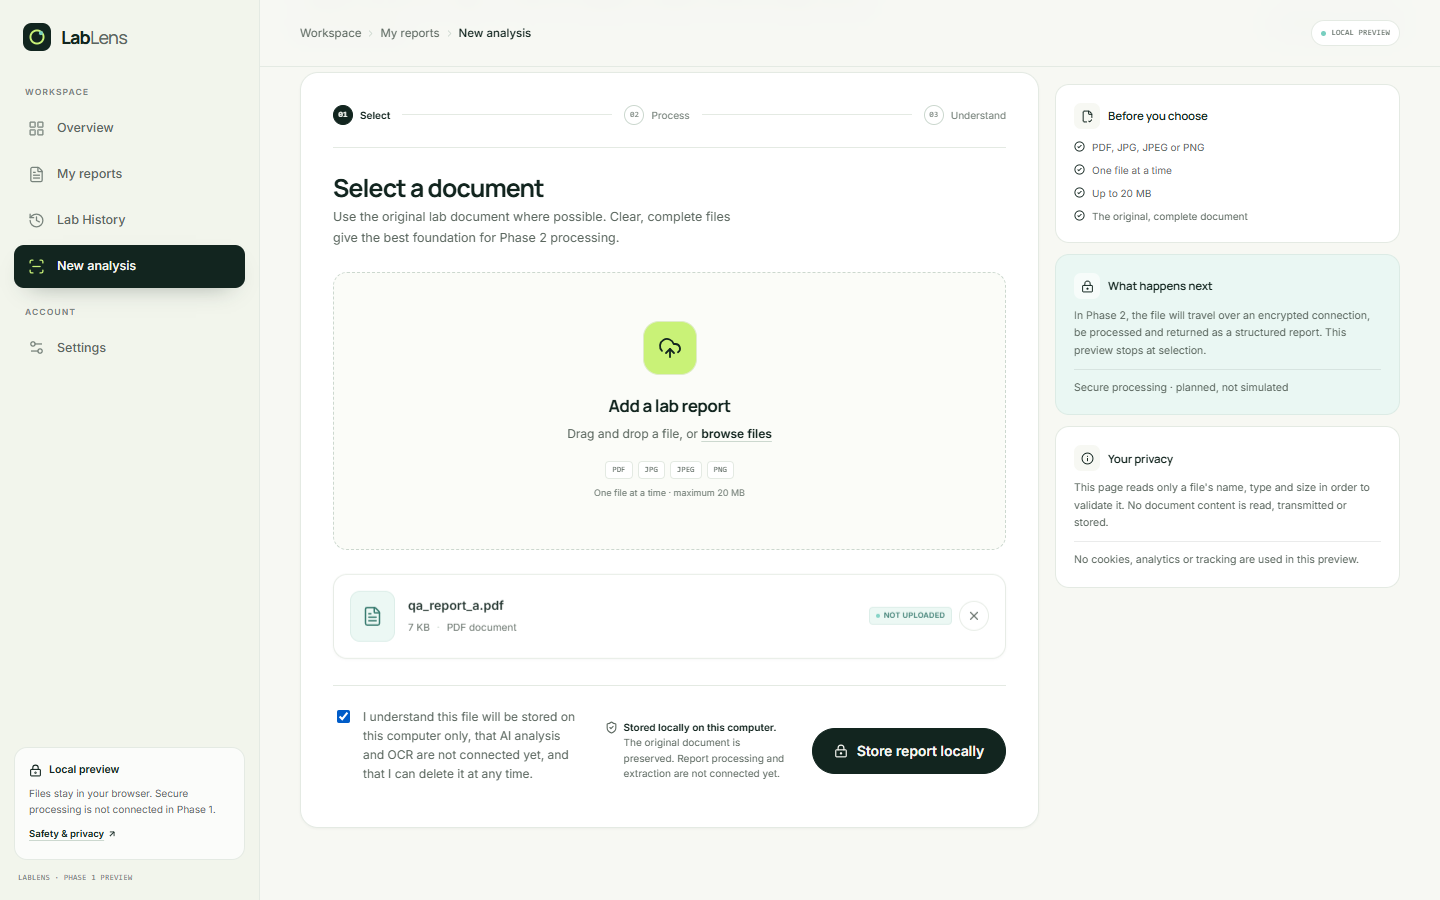 LabLens
WORKSPACE
Overview
My reports
Lab History
New analysis
ACCOUNT
Settings
Local preview
Files stay in your browser. Secure
processing is not connected in Phase 1.
Safety & privacy ↗
LABLENS · PHASE 1 PREVIEW
Workspace › My reports › New analysis
LOCAL PREVIEW
01 Select
02 Process
03 Understand
Select a document
Use the original lab document where possible. Clear, complete files
give the best foundation for Phase 2 processing.
Add a lab report
Drag and drop a file, or browse files
PDF JPG JPEG PNG
One file at a time · maximum 20 MB
qa_report_a.pdf
7 KB · PDF document
NOT UPLOADED
I understand this file will be stored on
this computer only, that AI analysis
and OCR are not connected yet, and
that I can delete it at any time.
Stored locally on this computer.
The original document is
preserved. Report processing and
extraction are not connected yet.
Store report locally
Before you choose
PDF, JPG, JPEG or PNG
One file at a time
Up to 20 MB
The original, complete document
What happens next
In Phase 2, the file will travel over an encrypted connection,
be processed and returned as a structured report. This
preview stops at selection.
Secure processing · planned, not simulated
Your privacy
This page reads only a file's name, type and size in order to
validate it. No document content is read, transmitted or
stored.
No cookies, analytics or tracking are used in this preview.